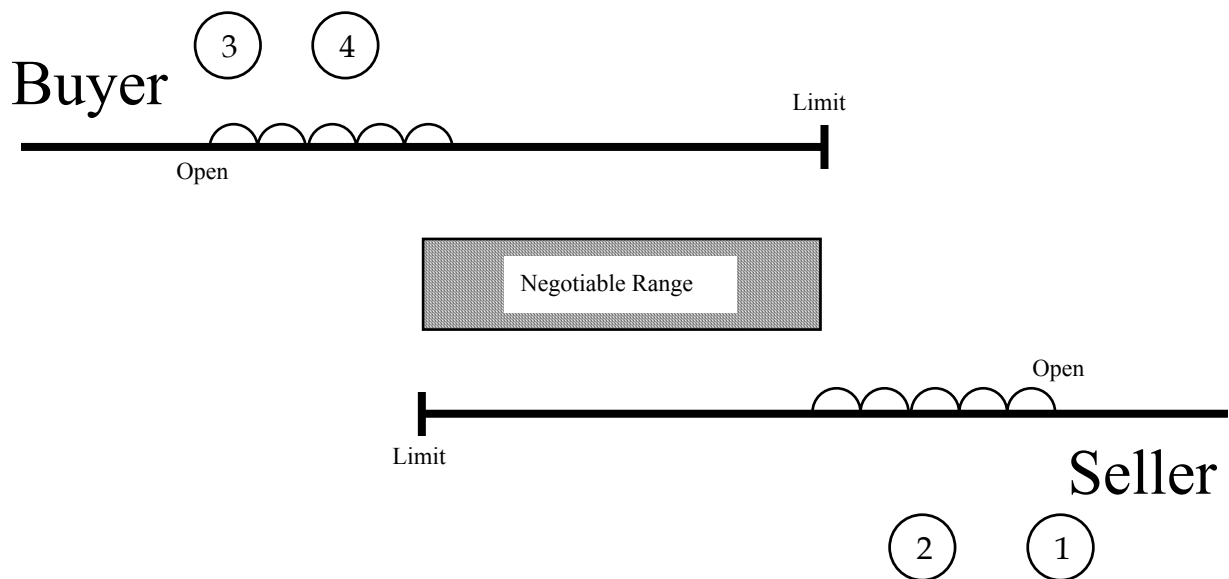 3 4
Buyer
Limit
Open
Negotiable Range
Open
Limit
Seller
2 1